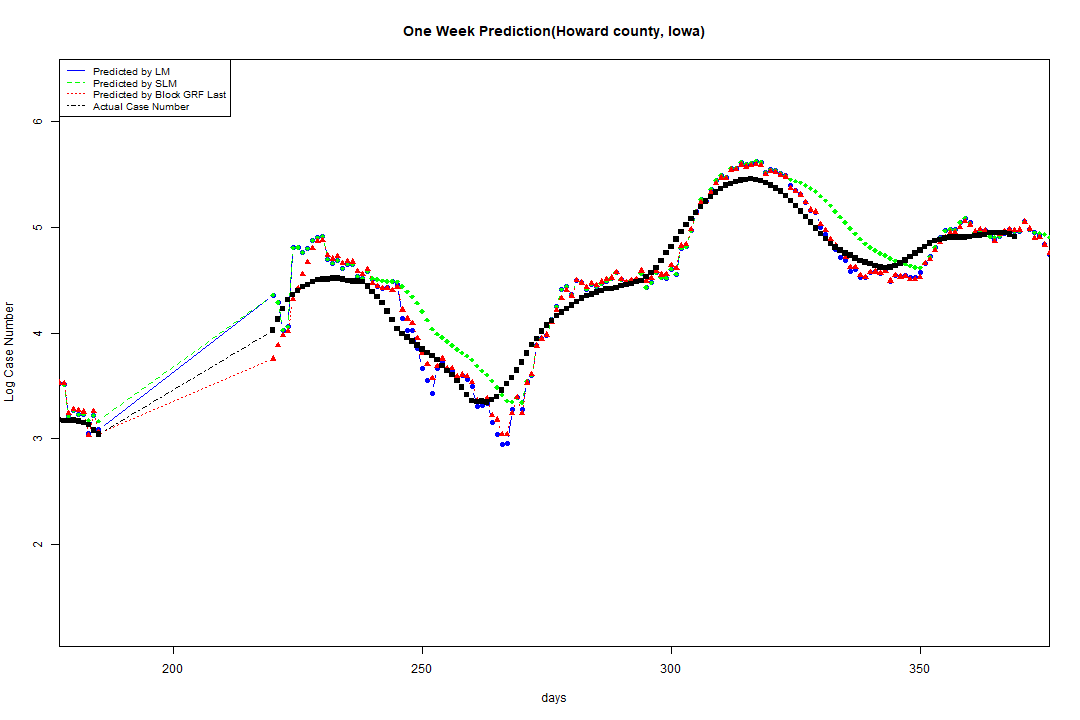 One Week Prediction(Howard county, Iowa)
Predicted by LM
Predicted by SLM
Predicted by Block GRF Last
Actual Case Number
6
5
4
3
2
Log Case Number
200 250 300 350
days